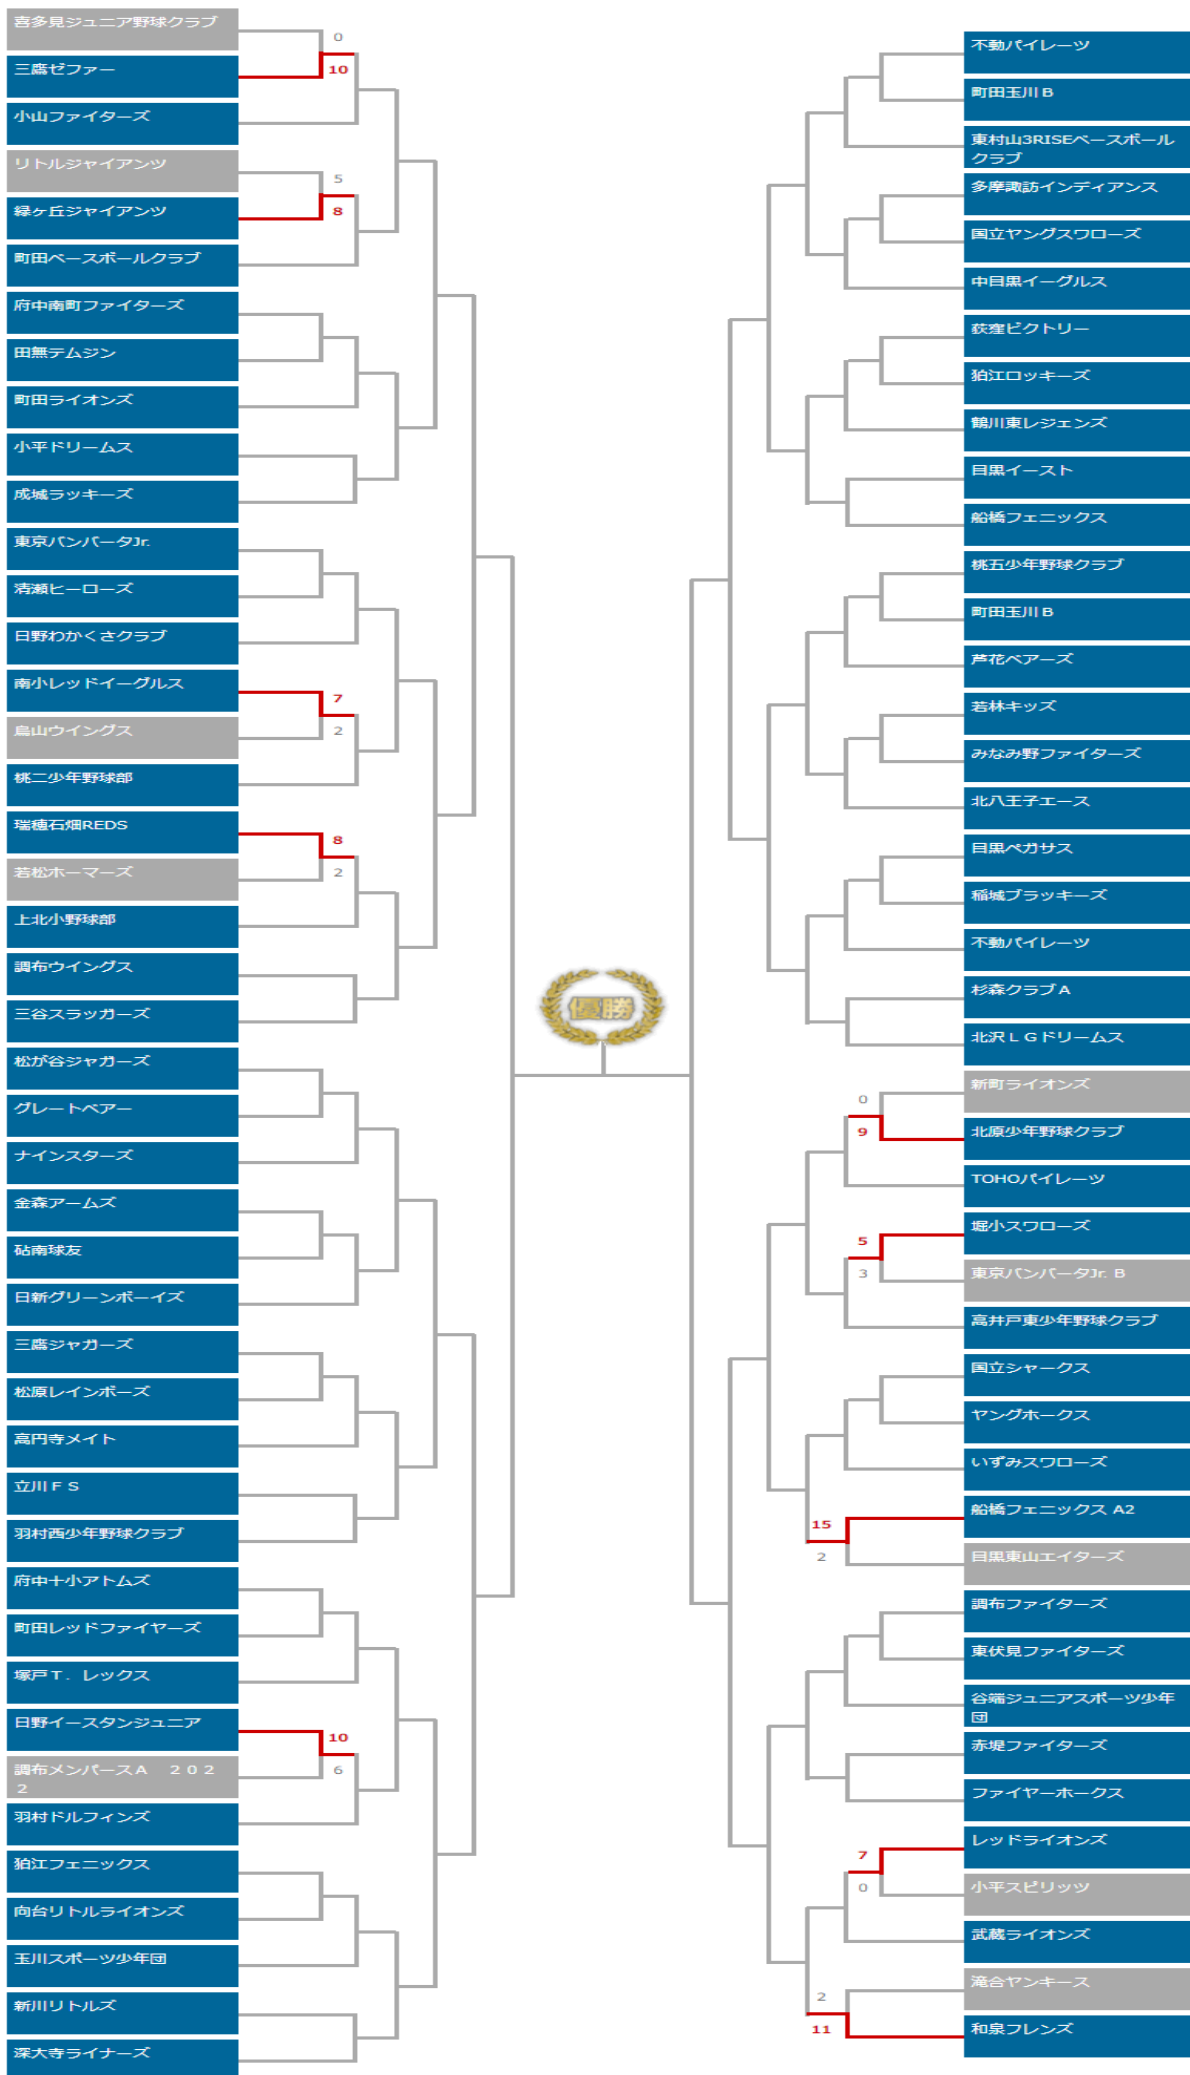 喜多見ジュニア野球クラブ
0
三鷹ゼファー
10
小山ファイターズ
リトルジャイアンツ
5
緑ヶ丘ジャイアンツ
8
町田ベースボールクラブ
府中南町ファイターズ
田無テムジン
町田ライオンズ
小平ドリームス
成城ラッキーズ
東京バンバータJr.
清瀬ヒーローズ
日野わかくさクラブ
南小レッドイーグルス
7
烏山ウイングス
2
桃二少年野球部
瑞穂石畑REDS
8
若松ホーマーズ
2
上北小野球部
調布ウイングス
三谷スラッガーズ
松が谷ジャガーズ
グレートベアー
ナインスターズ
金森アームズ
砧南球友
日新グリーンボーイズ
三鷹ジャガーズ
松原レインボーズ
高円寺メイト
立川ＦＳ
羽村西少年野球クラブ
府中十小アトムズ
町田レッドファイヤーズ
塚戸Ｔ．レックス
日野イースタンジュニア
10
調布メンバースＡ　２０２
２
6
羽村ドルフィンズ
狛江フェニックス
向台リトルライオンズ
玉川スポーツ少年団
新川リトルズ
深大寺ライナーズ
優勝
不動パイレーツ
町田玉川Ｂ
東村山3RISEベースボール
クラブ
多摩諏訪インディアンス
国立ヤングスワローズ
中目黒イーグルス
荻窪ビクトリー
狛江ロッキーズ
鶴川東レジェンズ
目黒イースト
船橋フェニックス
桃五少年野球クラブ
町田玉川Ｂ
芦花ベアーズ
若林キッズ
みなみ野ファイターズ
北八王子エース
目黒ペガサス
稲城ブラッキーズ
不動パイレーツ
杉森クラブＡ
北沢ＬＧドリームス
新町ライオンズ
0
北原少年野球クラブ
9
TOHOパイレーツ
堀小スワローズ
5
東京バンバータJr. B
3
高井戸東少年野球クラブ
国立シャークス
ヤングホークス
いずみスワローズ
船橋フェニックス A2
15
目黒東山エイターズ
2
調布ファイターズ
東伏見ファイターズ
谷端ジュニアスポーツ少年
団
赤堤ファイターズ
ファイヤーホークス
レッドライオンズ
7
小平スピリッツ
0
武蔵ライオンズ
滝合ヤンキース
2
和泉フレンズ
11